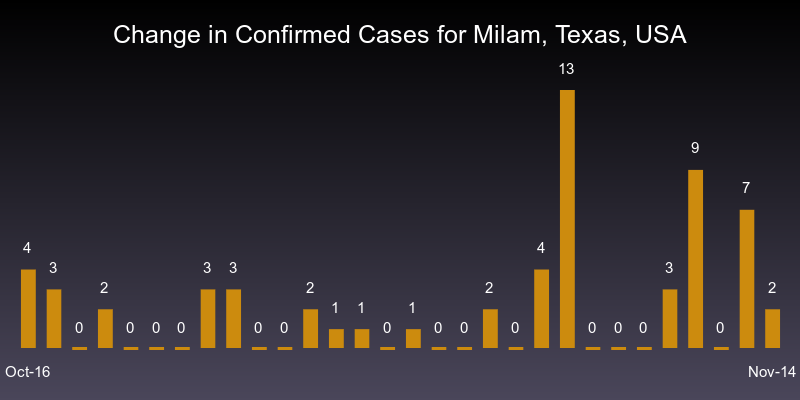 Change in Confirmed Cases for Milam, Texas, USA
4 3 0 2 0 0 0 3 3 0 0 2 1 1 0 1 0 0 2 0 4 13 0 0 0 3 9 0 7 2
Oct-16 Nov-14